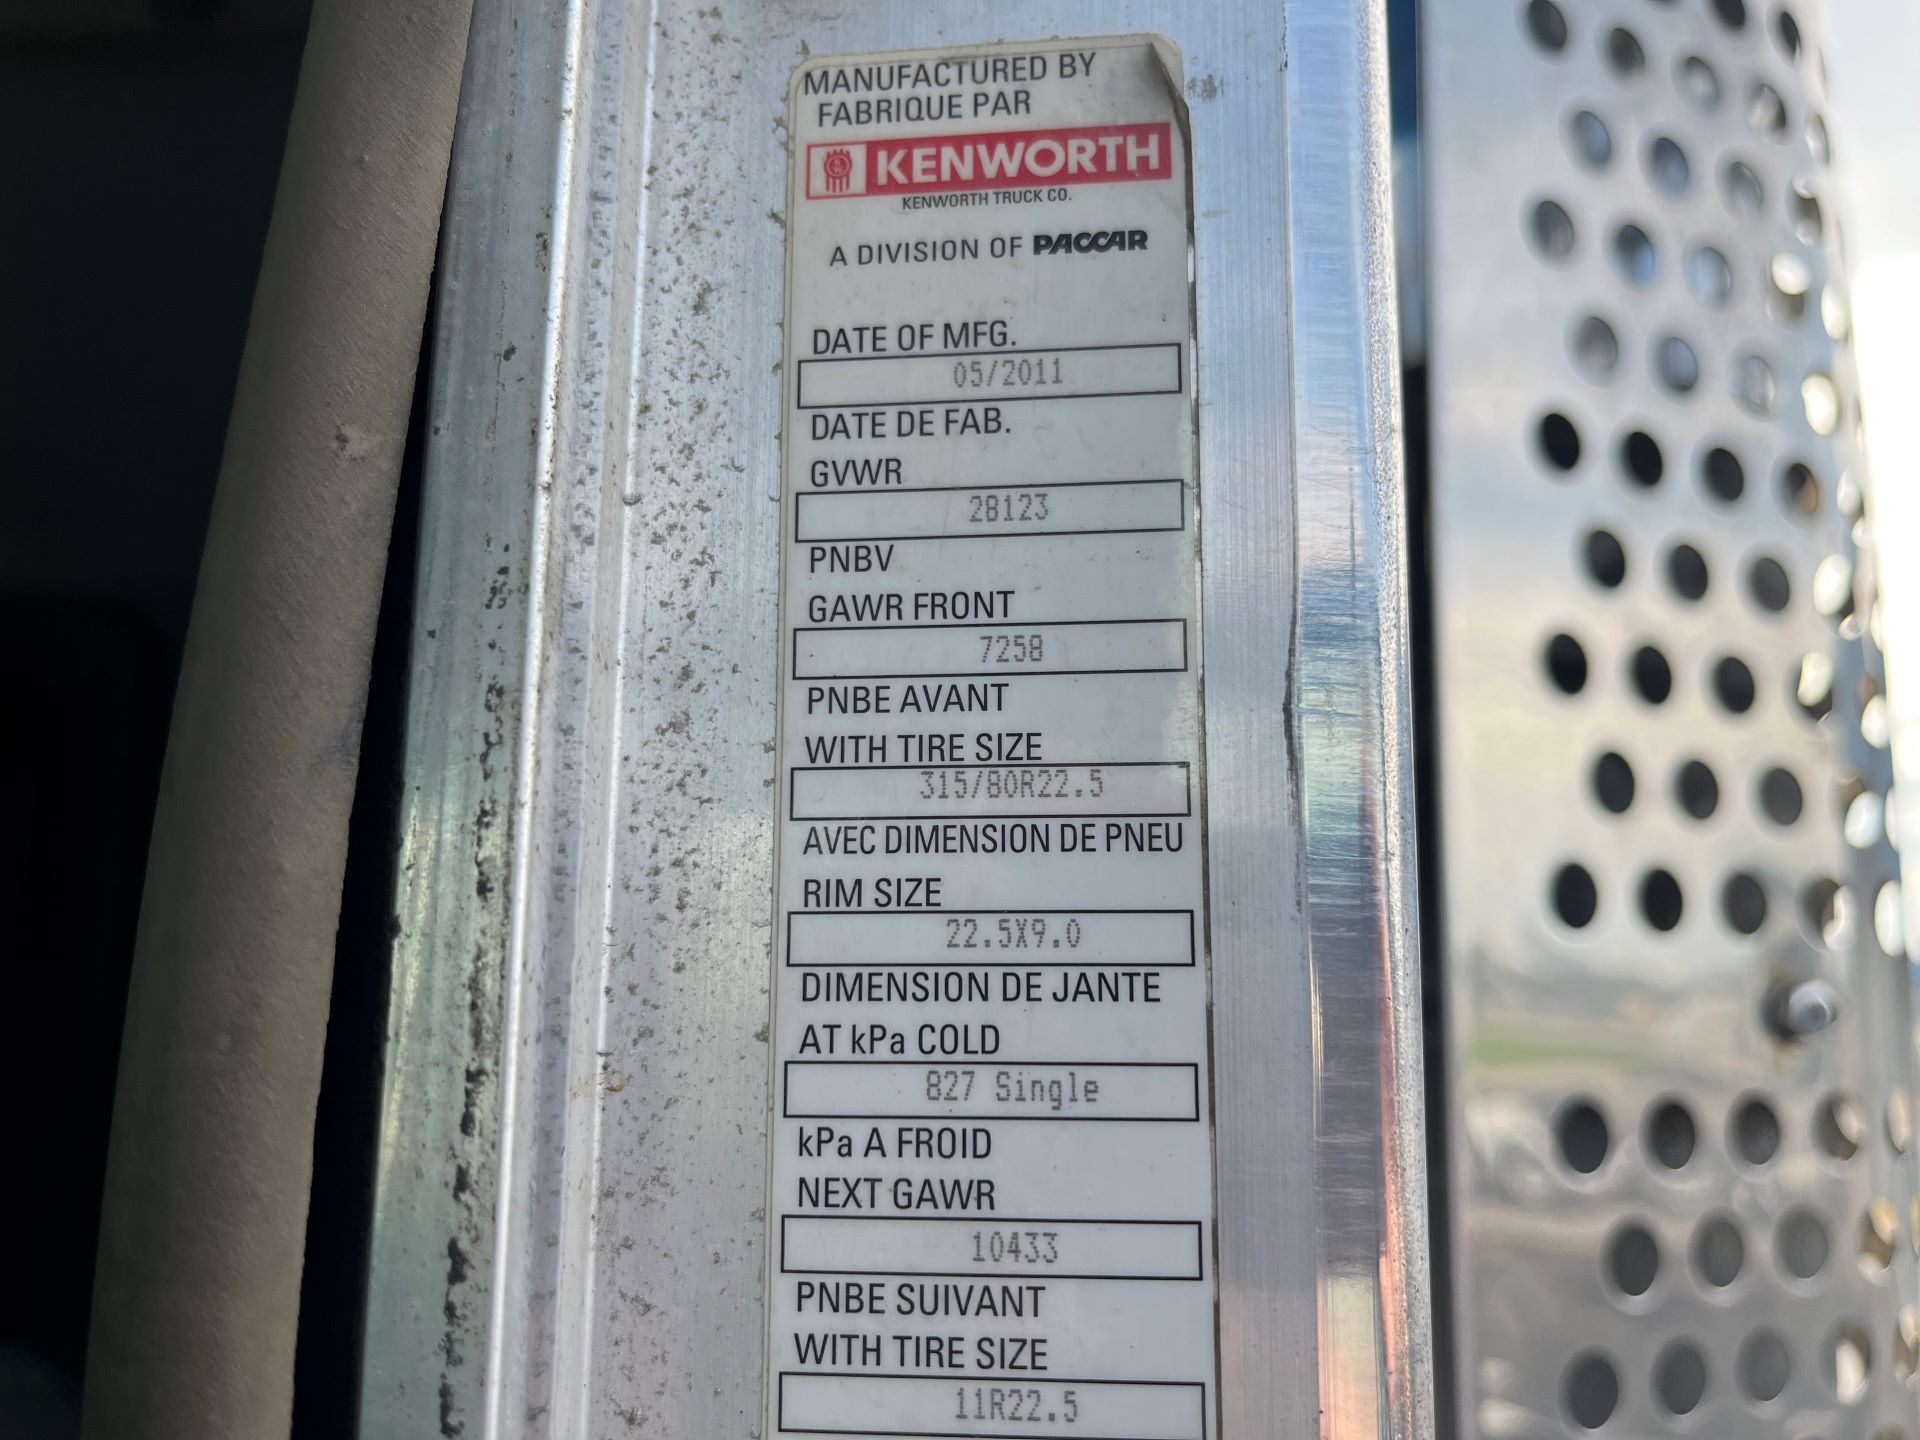 MANUFACTURED BY
FABRIQUE PAR
KENWORTH
KENWORTH TRUCK CO.
A DIVISION OF PACCAR
DATE OF MFG.
05/2011
DATE DE FAB.
GVWR
28123
PNBV
GAWR FRONT
7258
PNBE AVANT
WITH TIRE SIZE
315/80R22.5
AVEC DIMENSION DE PNEU
RIM SIZE
22.5X9.0
DIMENSION DE JANTE
AT kPa COLD
827 Single
kPa A FROID
NEXT GAWR
10433
PNBE SUIVANT
WITH TIRE SIZE
11R22.5